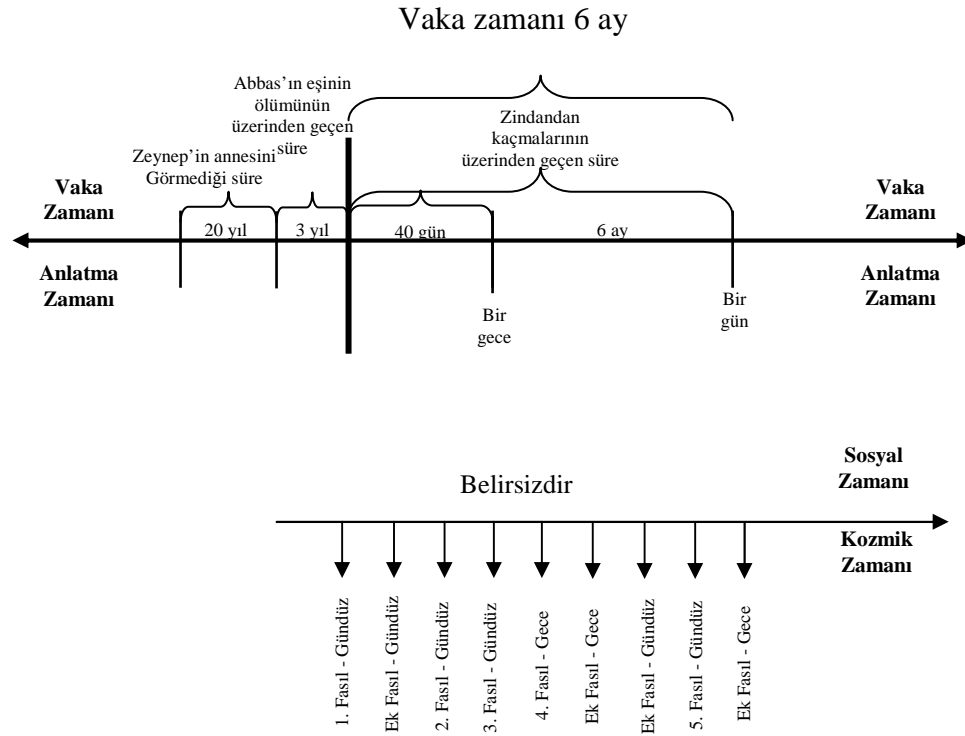 Vaka zamanı 6 ay
Abbas’ın eşinin
ölümünün
üzerinden geçen
süre
Zindandan
kaçmalarının
üzerinden geçen süre
Zeynep’in annesini
Görmediği süre
Vaka
Zamanı
Vaka
Zamanı
20 yıl
3 yıl
40 gün
6 ay
Anlatma
Zamanı
Anlatma
Zamanı
Bir
gece
Bir
gün
Sosyal
Zamanı
Belirsizdir
Kozmik
Zamanı
1. Fasıl - Gündüz
Ek Fasıl - Gündüz
2. Fasıl - Gündüz
3. Fasıl - Gündüz
4. Fasıl - Gece
Ek Fasıl - Gece
Ek Fasıl - Gündüz
5. Fasıl - Gündüz
Ek Fasıl - Gece